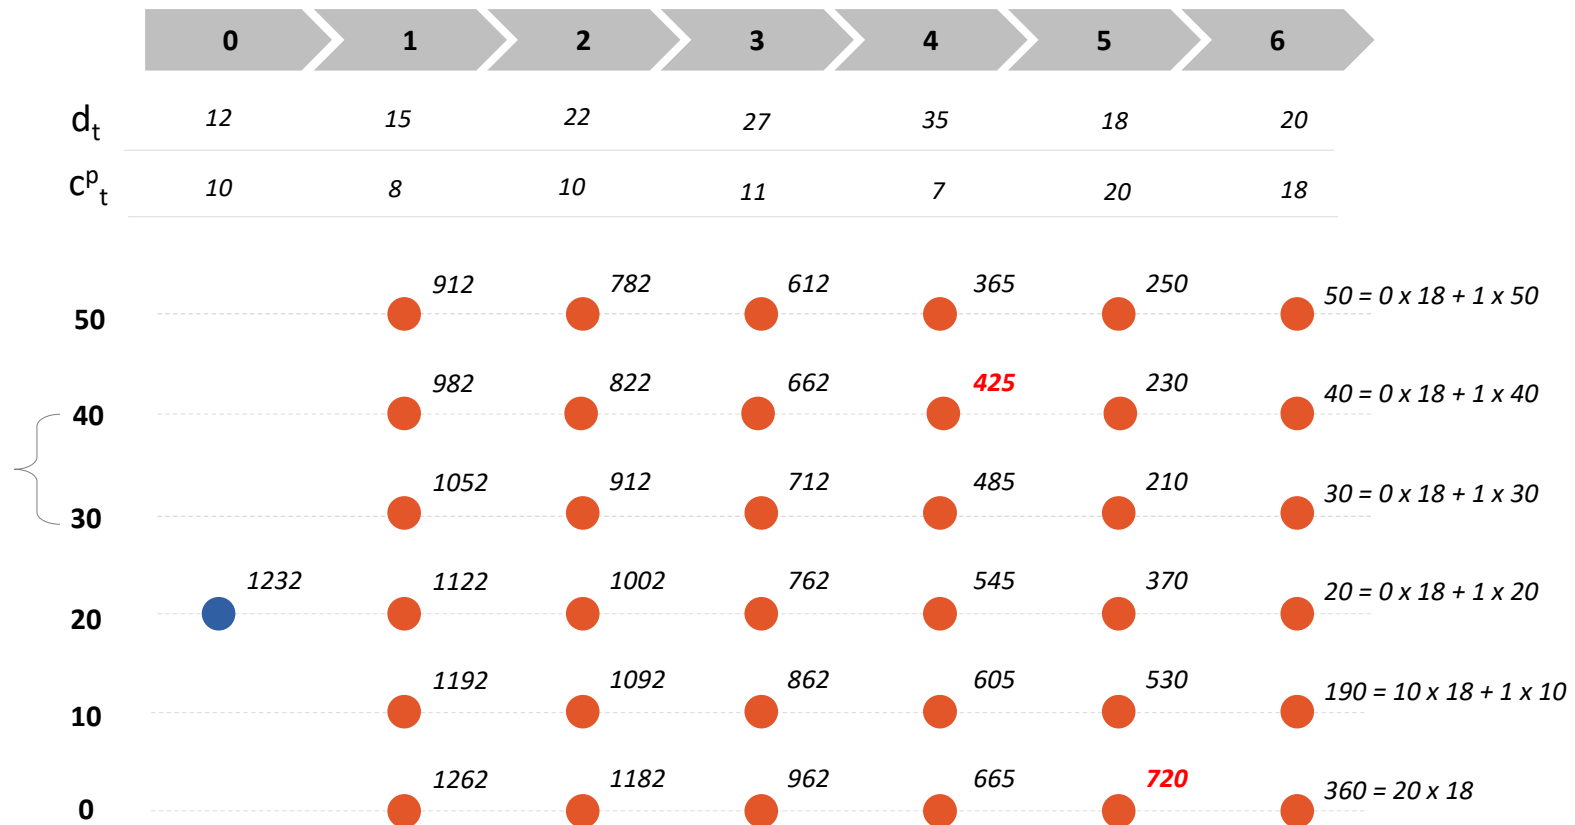 0 1 2 3 4 5 6
dt 12 15 22 27 35 18 20
cpt 10 8 10 11 7 20 18
912 782 612 365 250
50 50 = 0 x 18 + 1 x 50
982 822 662 425 230
40 40 = 0 x 18 + 1 x 40
1052 912 712 485 210
30 30 = 0 x 18 + 1 x 30
1232 1122 1002 762 545 370
20 20 = 0 x 18 + 1 x 20
1192 1092 862 605 530
10 190 = 10 x 18 + 1 x 10
1262 1182 962 665 720
0 360 = 20 x 18